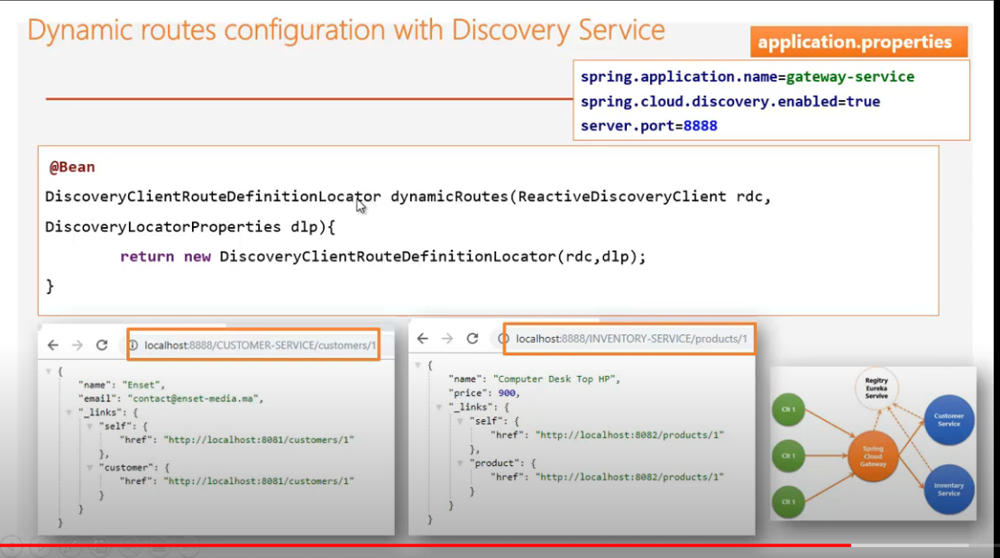 Dynamic routes configuration with Discovery Service
application.properties
spring.application.name=gateway-service
spring.cloud.discovery.enabled=true
server.port=8888
@Bean
DiscoveryClientRouteDefinitionLocator dynamicRoutes(ReactiveDiscoveryClient rdc,
DiscoveryLocatorProperties dlp){
return new DiscoveryClientRouteDefinitionLocator(rdc,dlp);
}
localhost:8888/CUSTOMER-SERVICE/customers/1
{
"name": "Enset",
"email": "contact@enset-media.ma",
"_links": {
"self": {
"href": "http://localhost:8081/customers/1"
},
"customer": {
"href": "http://localhost:8081/customers/1"
}
}
}
localhost:8888/INVENTORY-SERVICE/products/1
{
"name": "Computer Desk Top HP",
"price": 900,
"_links": {
"self": {
"href": "http://localhost:8082/products/1"
},
"product": {
"href": "http://localhost:8082/products/1"
}
}
}
Regitry
Eureka
Servive
Clt 1
Customer
Service
Clt 1
Spring
Cloud
Gateway
Inventary
Service
Clt 1